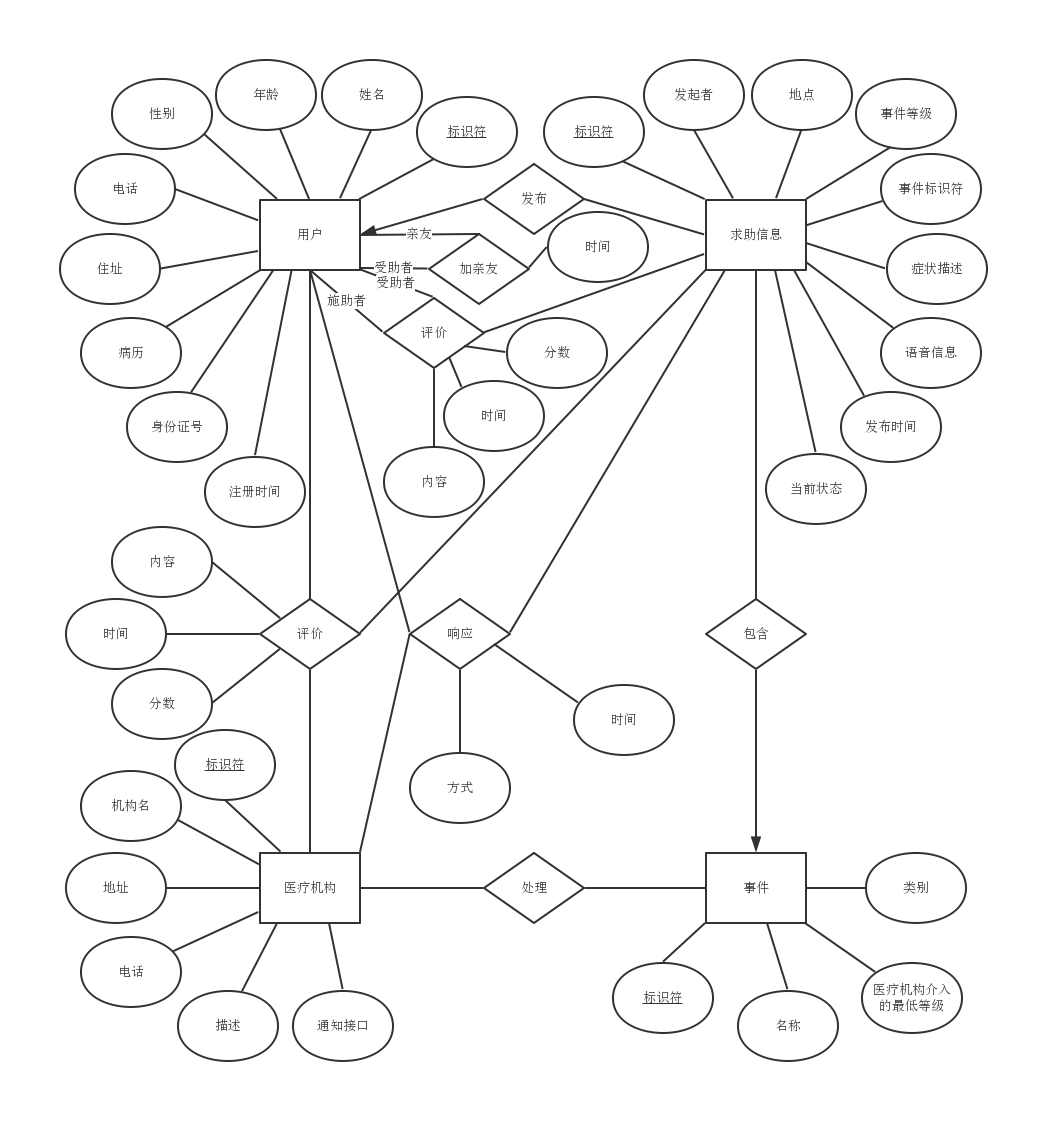 年龄
姓名
发起者
地点
性别
事件等级
标识符
标识符
电话
事件标识符
发布
用户
亲友
求助信息
时间
住址
受助者
加亲友
症状描述
受助者
施助者
评价
病历
分数
语音信息
时间
身份证号
发布时间
内容
注册时间
当前状态
内容
时间
评价
响应
包含
分数
时间
标识符
方式
机构名
地址
医疗机构
处理
事件
类别
电话
标识符
医疗机构介入
的最低等级
描述
通知接口
名称